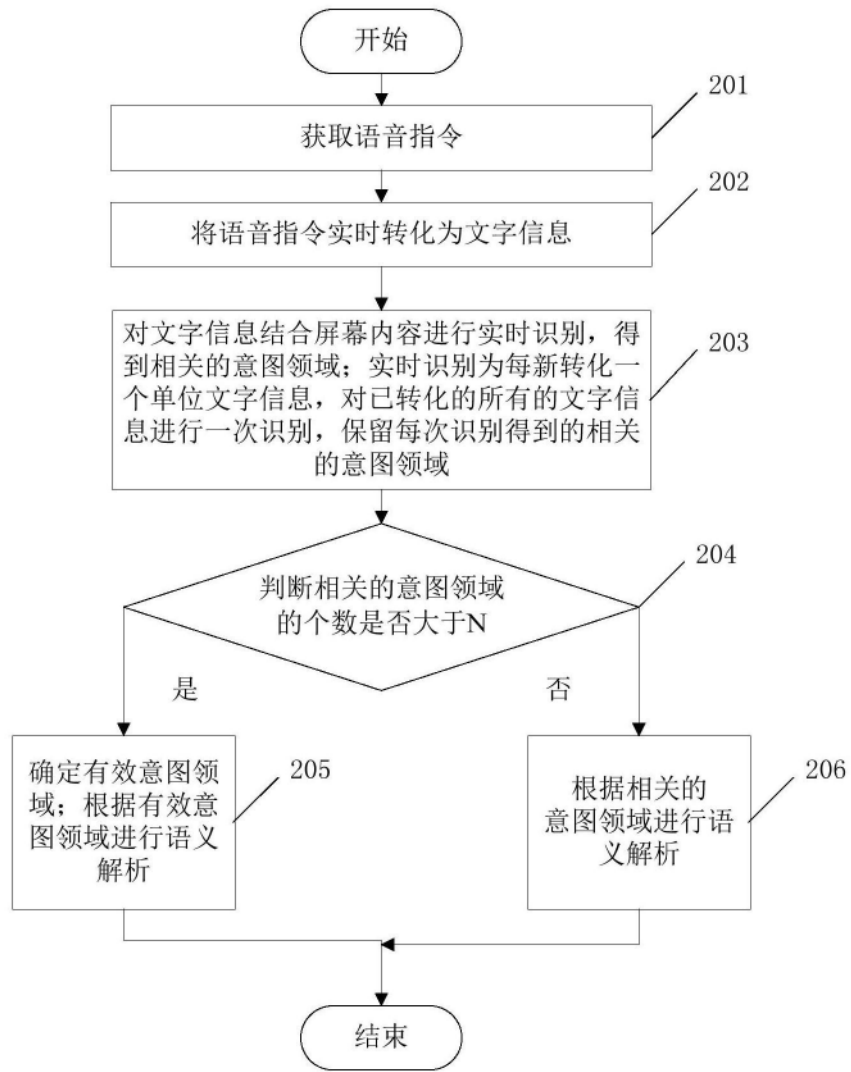 开始
201
获取语音指令
202
将语音指令实时转化为文字信息
203
对文字信息结合屏幕内容进行实时识别，得
到相关的意图领域；实时识别为每新转化一
个单位文字信息，对已转化的所有的文字信
息进行一次识别，保留每次识别得到的相关
的意图领域
204
判断相关的意图领域
的个数是否大于N
是
否
205
确定有效意图领
域；根据有效意
图领域进行语义
解析
206
根据相关的
意图领域进行语
义解析
结束